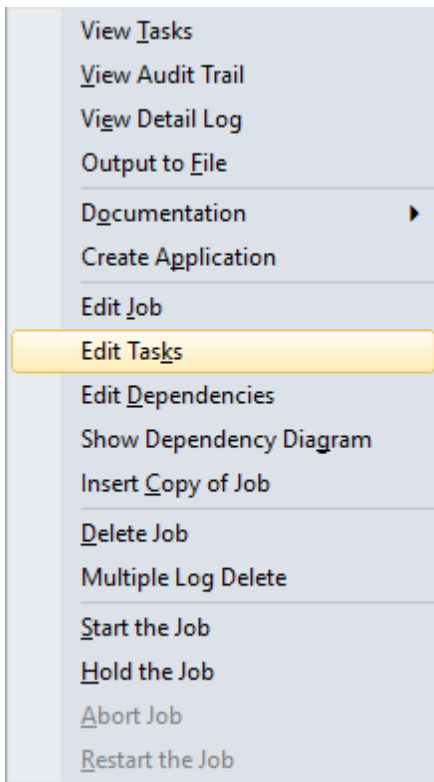 View Tasks
View Audit Trail
View Detail Log
Output to File
Documentation
Create Application
Edit Job
Edit Tasks
Edit Dependencies
Show Dependency Diagram
Insert Copy of Job
Delete Job
Multiple Log Delete
Start the Job
Hold the Job
Abort Job
Restart the Job